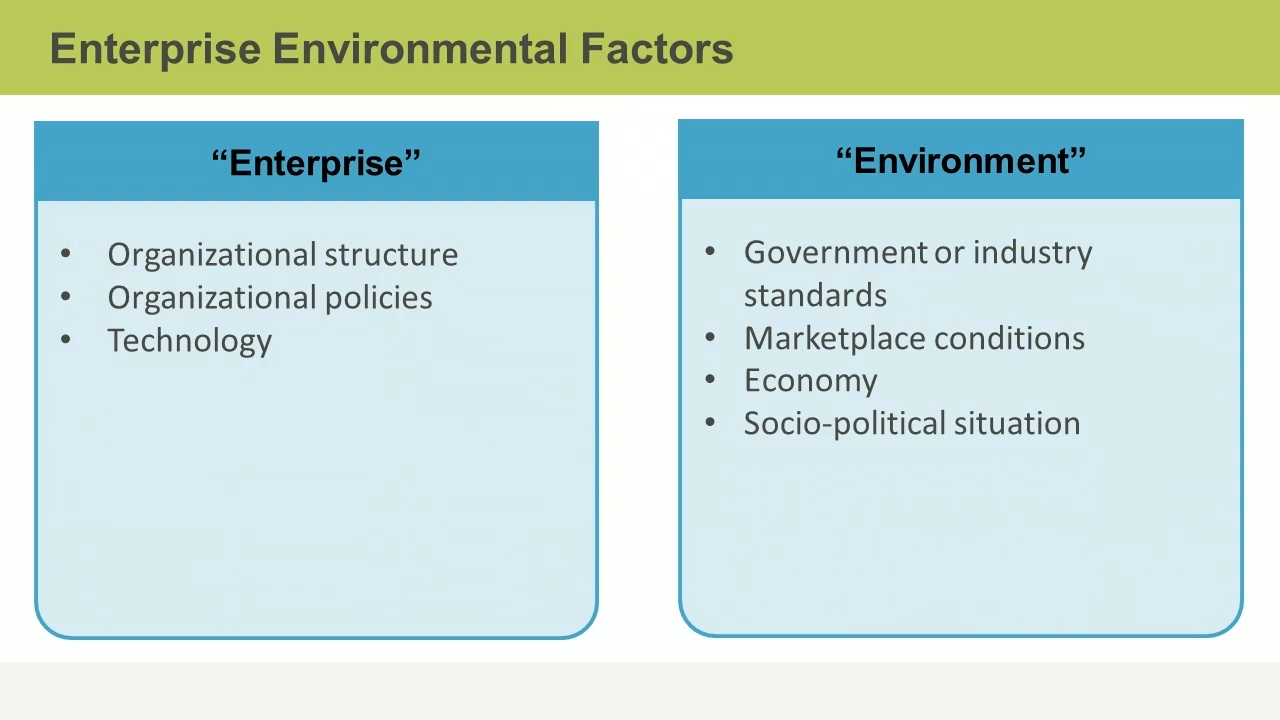 Enterprise Environmental Factors
“Enterprise”
• Organizational structure
• Organizational policies
• Technology
“Environment”
• Government or industry
standards
• Marketplace conditions
• Economy
• Socio-political situation